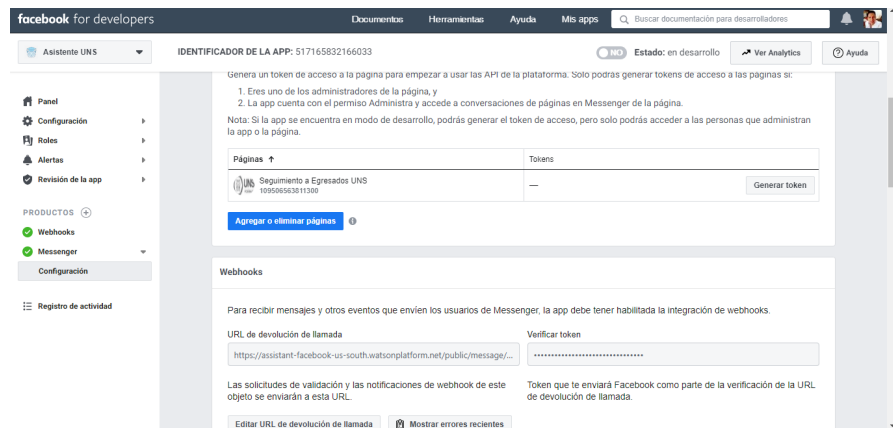 facebook for developers
Documentos Herramientas Ayuda Mis apps Buscar documentación para desarrolladores
Asistente UNS
IDENTIFICADOR DE LA APP: 517165832166033
NO Estado: en desarrollo
Ver Analytics
Ayuda
Panel
Configuración
Roles
Alertas
Revisión de la app
PRODUCTOS
Webhooks
Messenger
Configuración
Registro de actividad
Genera un token de acceso a la página para empezar a usar las API de la plataforma. Solo podrás generar tokens de acceso a las páginas si:
1. Eres uno de los administradores de la página, y
2. La app cuenta con el permiso Administra y accede a conversaciones de páginas en Messenger de la página.
Nota: Si la app se encuentra en modo de desarrollo, podrás generar el token de acceso, pero solo podrás acceder a las personas que administran
la app o la página.
Páginas ↑ Tokens
UNS
Seguimiento a Egresados UNS
109506563811300
—
Generar token
Agregar o eliminar páginas
Webhooks
Para recibir mensajes y otros eventos que envíen los usuarios de Messenger, la app debe tener habilitada la integración de webhooks.
URL de devolución de llamada
https://assistant-facebook-us-south.watsonplatform.net/public/message/...
Las solicitudes de validación y las notificaciones de webhook de este
objeto se enviarán a esta URL.
Verificar token
••••••••••••••••••••••••••••••••
Token que te enviará Facebook como parte de la verificación de la URL
de devolución de llamada.
Editar URL de devolución de llamada
Mostrar errores recientes